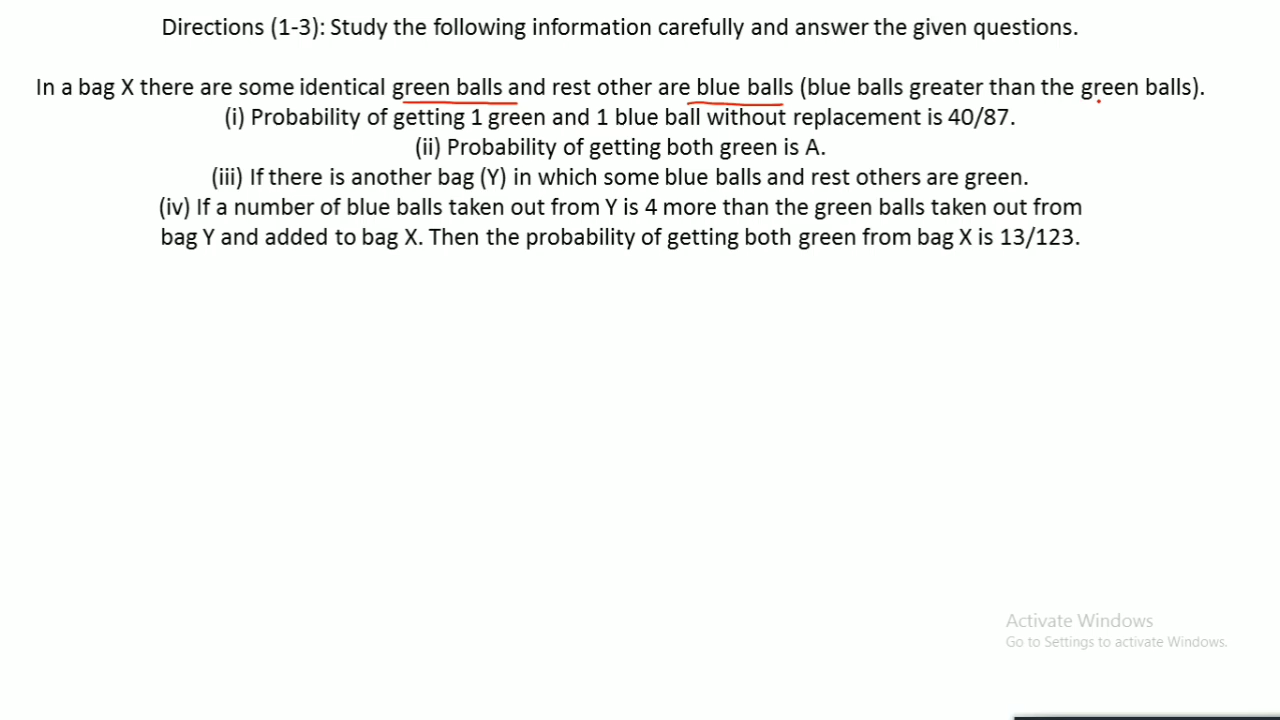 Directions (1-3): Study the following information carefully and answer the given questions.
In a bag X there are some identical green balls and rest other are blue balls (blue balls greater than the green balls).
(i) Probability of getting 1 green and 1 blue ball without replacement is 40/87.
(ii) Probability of getting both green is A.
(iii) If there is another bag (Y) in which some blue balls and rest others are green.
(iv) If a number of blue balls taken out from Y is 4 more than the green balls taken out from
bag Y and added to bag X. Then the probability of getting both green from bag X is 13/123.
Activate Windows
Go to Settings to activate Windows.